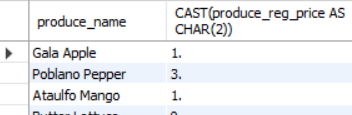 produce_name
CAST(produce_reg_price AS
CHAR(2))
Gala Apple 1.
Poblano Pepper 3.
Ataulfo Mango 1.